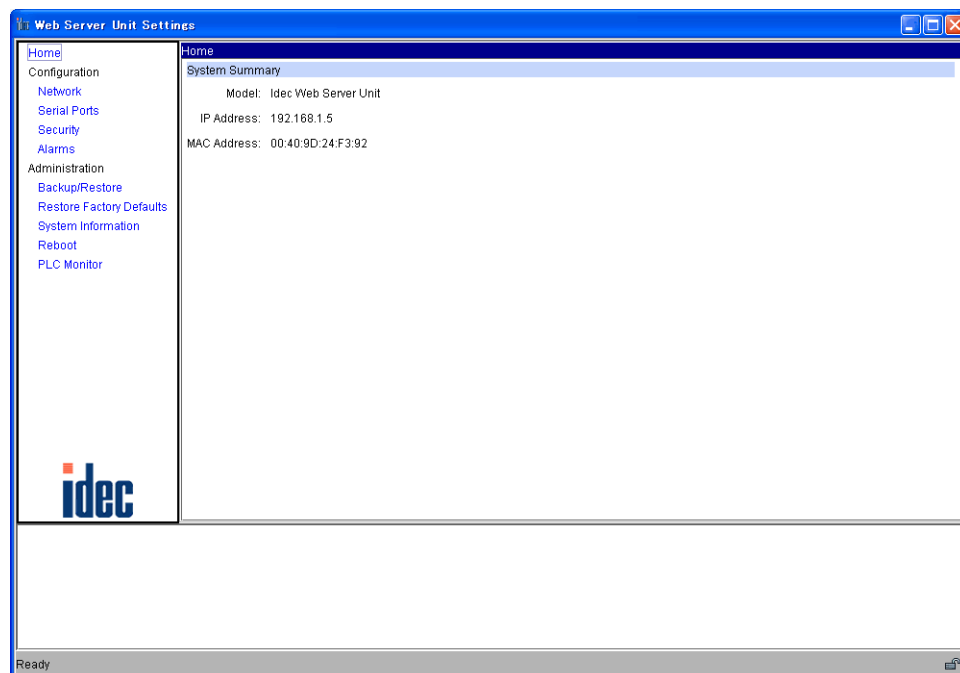 Web Server Unit Settings
Home
Configuration
Network
Serial Ports
Security
Alarms
Administration
Backup/Restore
Restore Factory Defaults
System Information
Reboot
PLC Monitor
idec
Home
System Summary
Model: Idec Web Server Unit
IP Address: 192.168.1.5
MAC Address: 00:40:9D:24:F3:92
Ready